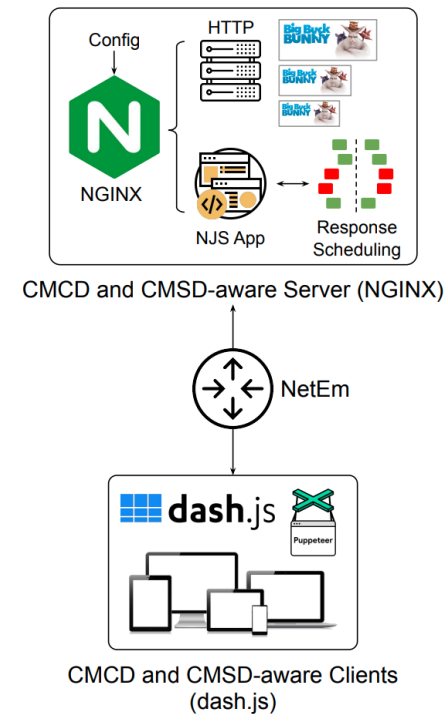 Config
HTTP
Big Buck
BUNNY
Big Buck
BUNNY
Big Buck
BUNNY
N
NGINX
</>
NJS App
Response
Scheduling
CMCD and CMSD-aware Server (NGINX)
NetEm
dash.js
Puppeteer
CMCD and CMSD-aware Clients
(dash.js)